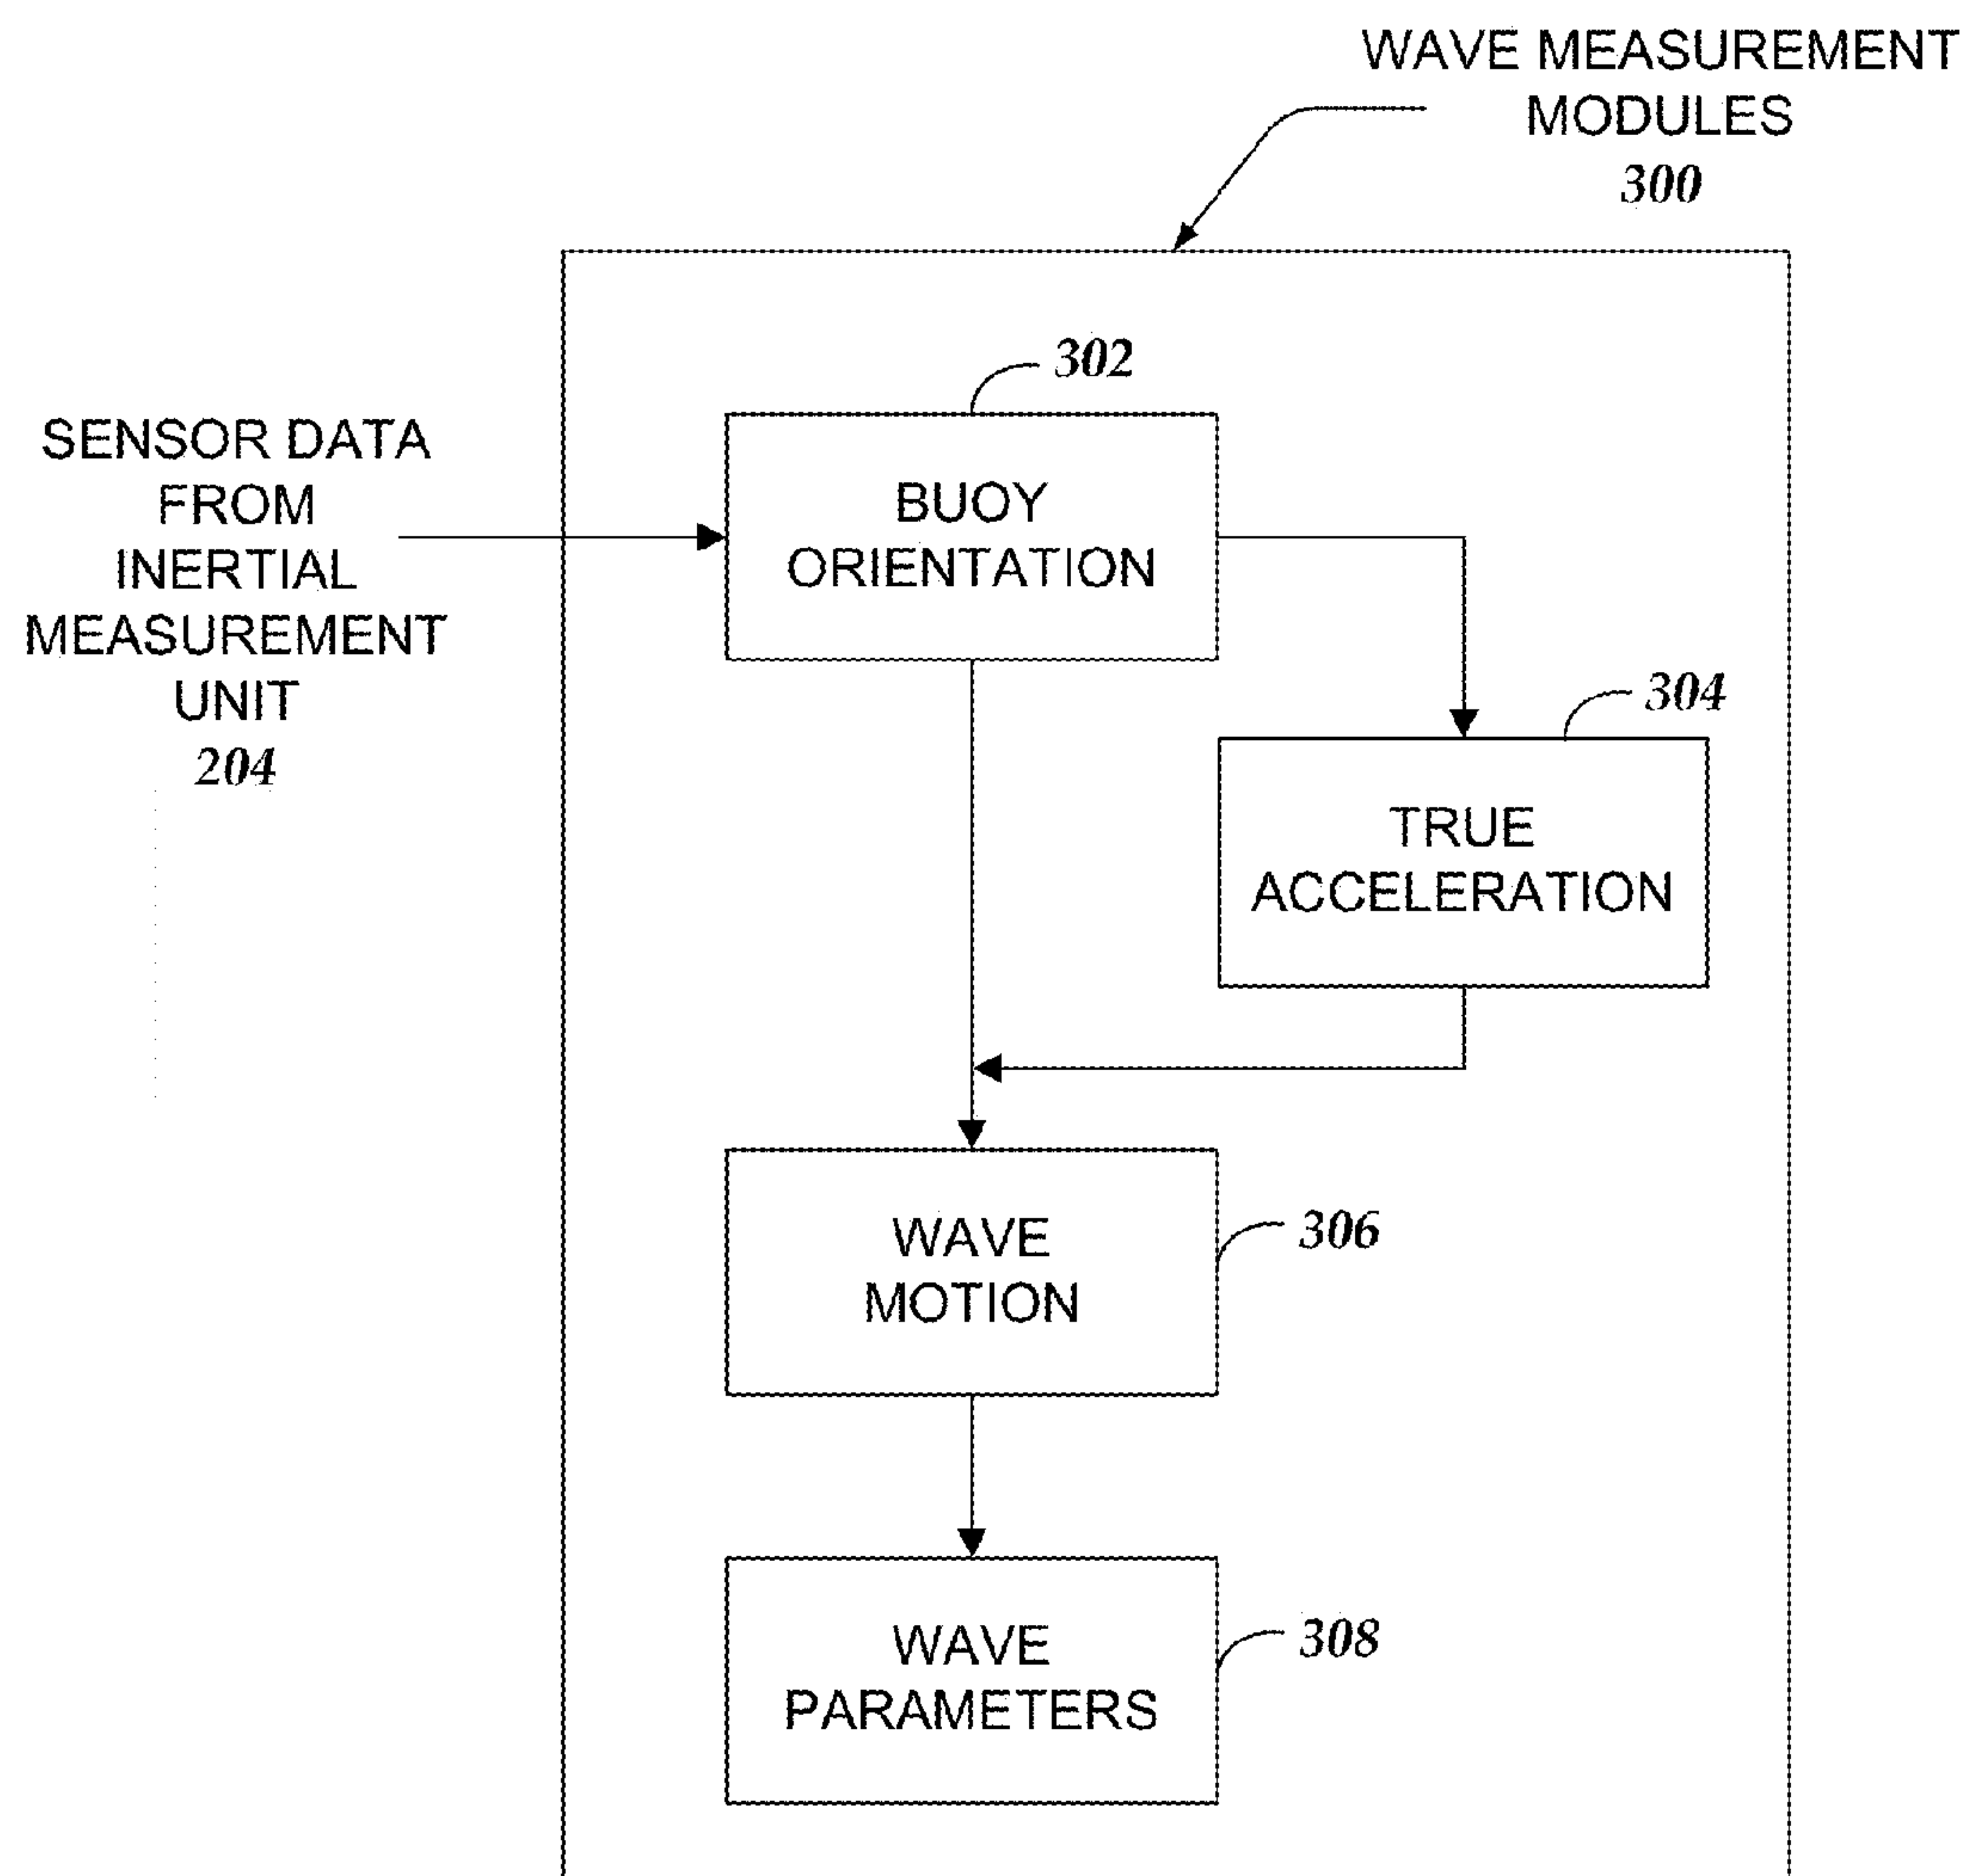 WAVE MEASUREMENT
MODULES
300
302
SENSOR DATA
FROM
INERTIAL
MEASUREMENT
UNIT
204
BUOY
ORIENTATION
304
TRUE
ACCELERATION
WAVE
MOTION
306
WAVE
PARAMETERS
308